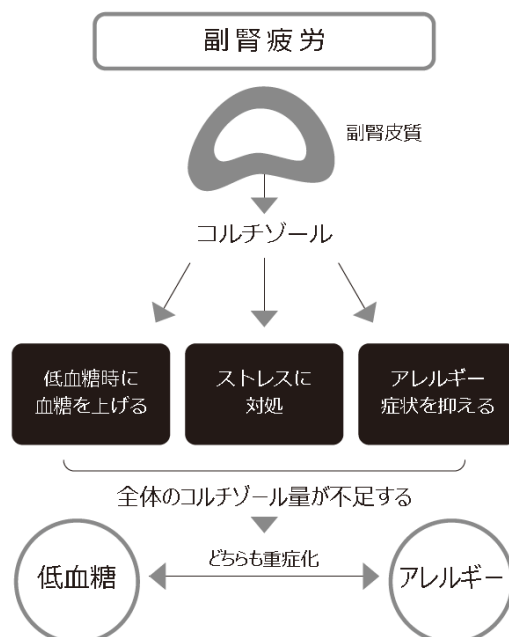 副腎疲労
副腎皮質
コルチゾール
低血糖時に
血糖を上げる
ストレスに
対処
アレルギー
症状を抑える
全体のコルチゾール量が不足する
どちらも重症化
低血糖
アレルギー